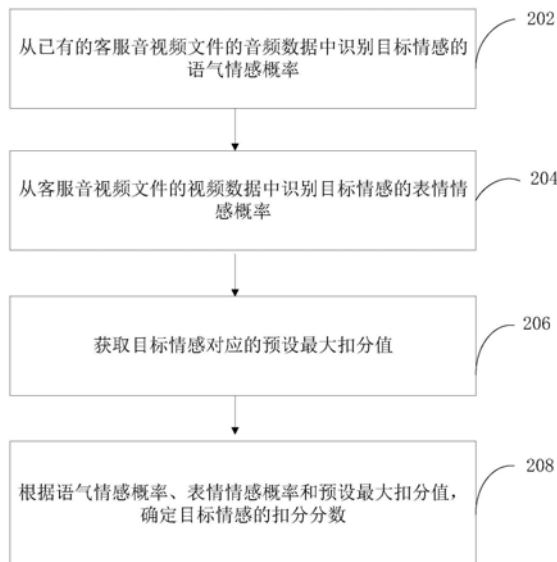 从已有的客服音视频文件的音频数据中识别目标情感的
语气情感概率
202
从客服音视频文件的视频数据中识别目标情感的表情情
感概率
204
获取目标情感对应的预设最大扣分值
206
根据语气情感概率、表情情感概率和预设最大扣分值，
确定目标情感的扣分分数
208